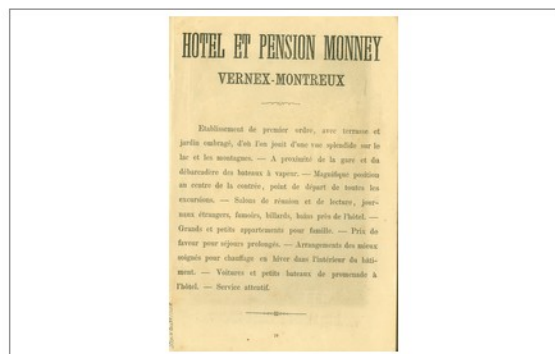 HOTEL ET PENSION MONNEY
VERNEX-MONTREUX
Etablissement de premier ordre, avec terrasse et
jardin ombragé, d'où l'on jouit d'une vue splendide sur le
lac et les montagnes. — A proximité de la gare et du
débarcadère des bateaux à vapeur. — Magnifique position
au centre de la contrée, point de départ de toutes les
excursions. — Salons de réunion et de lecture, jour-
naux étrangers, fumoirs, billards, bains près de l'hôtel. —
Grands et petits appartements pour famille. — Prix de
faveur pour séjours prolongés. — Arrangements des mieux
soignés pour chauffage en hiver dans l'intérieur du bâti-
ment. — Voitures et petits bateaux de promenade à
l'hôtel. — Service attentif.